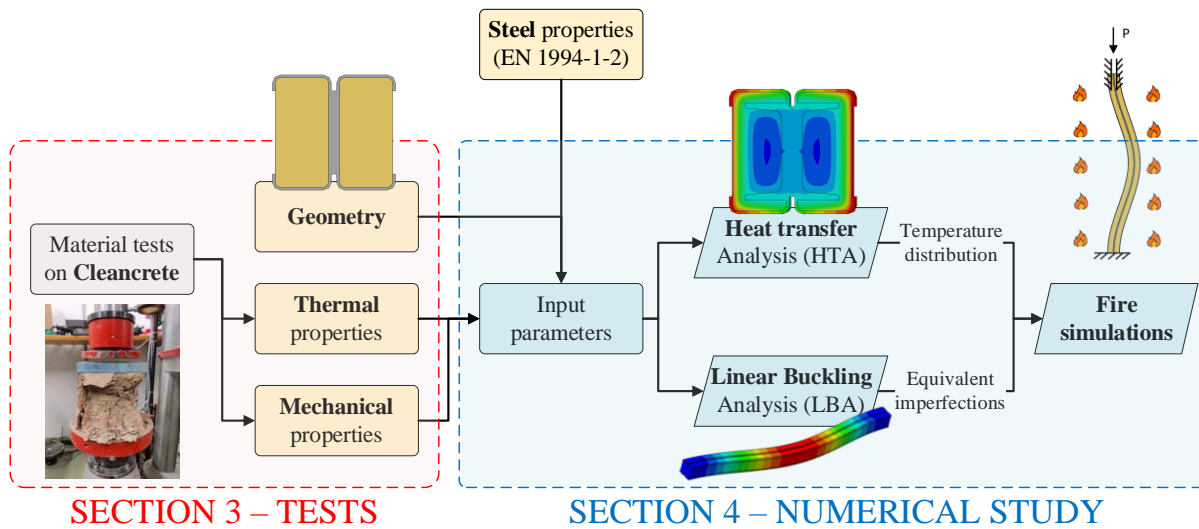 Steel properties
(EN 1994-1-2)
P
Geometry
Material tests
on Cleancrete
Thermal
properties
Mechanical
properties
Input
parameters
Heat transfer
Analysis (HTA)
Temperature
distribution
Linear Buckling
Analysis (LBA)
Equivalent
imperfections
Fire
simulations
SECTION 3 – TESTS
SECTION 4 – NUMERICAL STUDY